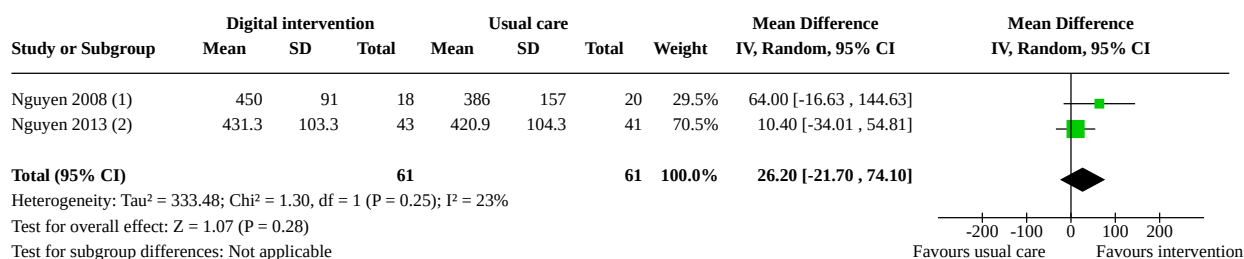 Digital intervention Usual care Mean Difference Mean Difference
Study or Subgroup Mean SD Total Mean SD Total Weight IV, Random, 95% CI IV, Random, 95% CI
Nguyen 2008 (1) 450 91 18 386 157 20 29.5% 64.00 [-16.63 , 144.63]
Nguyen 2013 (2) 431.3 103.3 43 420.9 104.3 41 70.5% 10.40 [-34.01 , 54.81]
Total (95% CI) 61 61 100.0% 26.20 [-21.70 , 74.10]
Heterogeneity: Tau² = 333.48; Chi² = 1.30, df = 1 (P = 0.25); I² = 23%
Test for overall effect: Z = 1.07 (P = 0.28) -200 -100 0 100 200
Test for subgroup differences: Not applicable Favours usual care Favours intervention